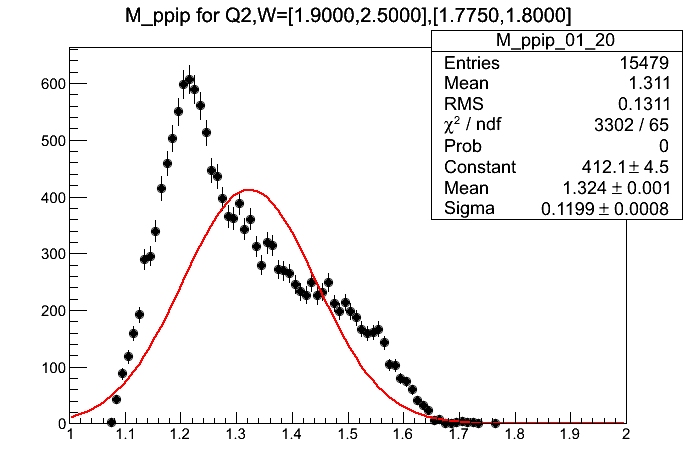 M_ppip for Q2,W=[1.9000,2.5000],[1.7750,1.8000]
M_ppip_01_20
Entries 15479
Mean 1.311
RMS 0.1311
χ² / ndf 3302 / 65
Prob 0
Constant 412.1 ± 4.5
Mean 1.324 ± 0.001
Sigma 0.1199 ± 0.0008
600
500
400
300
200
100
0
1 1.1 1.2 1.3 1.4 1.5 1.6 1.7 1.8 1.9 2